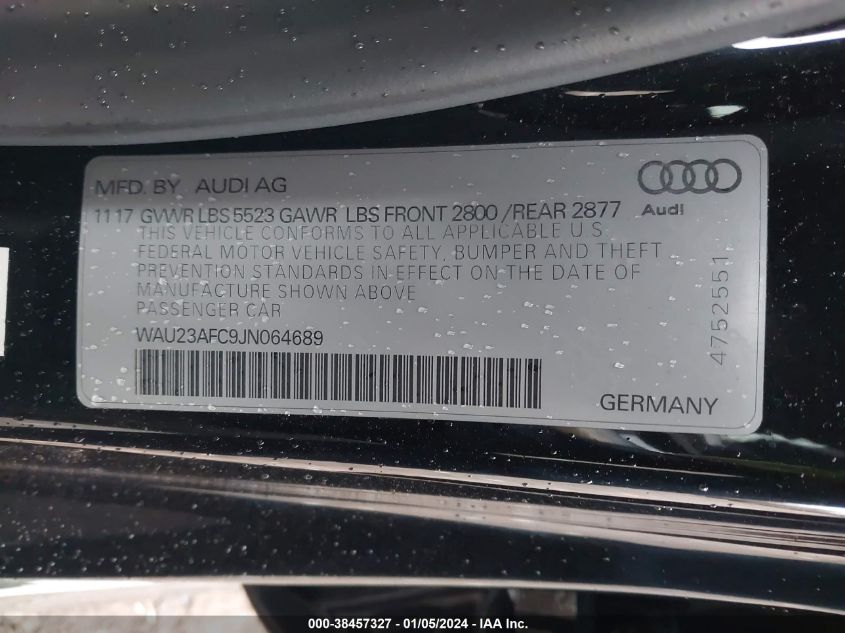 MFD. BY AUDI AG
11 17 GVWR LBS 5523 GAWR LBS FRONT 2800 /REAR 2877
THIS VEHICLE CONFORMS TO ALL APPLICABLE U S
FEDERAL MOTOR VEHICLE SAFETY, BUMPER AND THEFT
PREVENTION STANDARDS IN EFFECT ON THE DATE OF
MANUFACTURE SHOWN ABOVE
PASSENGER CAR
WAU23AFC9JN064689
Audi
4752551
GERMANY
000-38457327 - 01/05/2024 - IAA Inc.